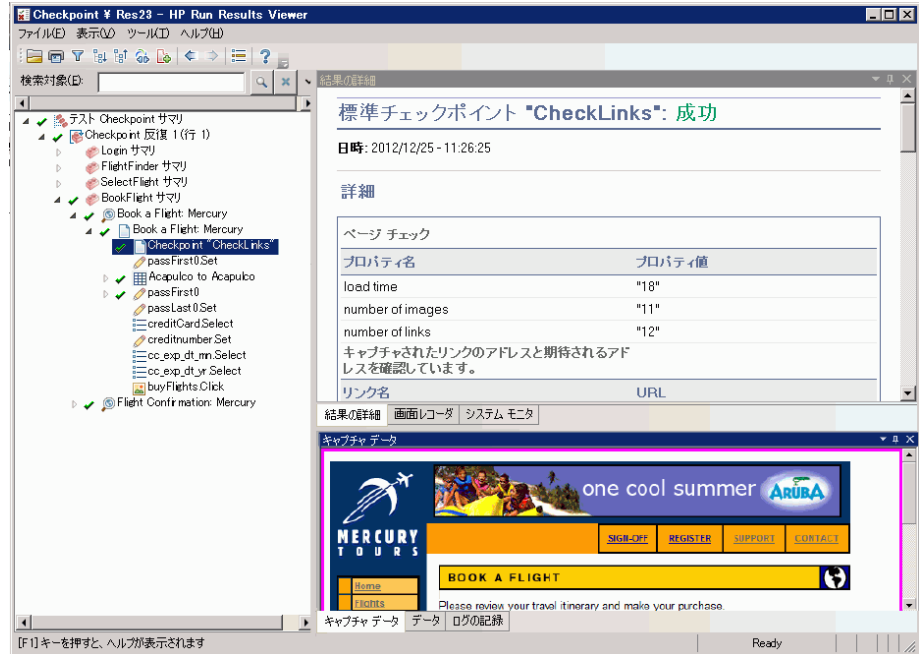 Checkpoint ¥ Res23 - HP Run Results Viewer
ファイル(F) 表示(V) ツール(T) ヘルプ(H)
検索対象(E):
テスト Checkpoint サマリ
Checkpoint 反復 1 (行 1)
Login サマリ
FlightFinder サマリ
SelectFlight サマリ
BookFlight サマリ
Book a Flight: Mercury
Book a Flight: Mercury
Checkpoint "CheckLinks"
passFirst0.Set
Acapulco to Acapulco
passFirst0
passLast0.Set
creditCard.Select
creditnumber.Set
cc_exp_dt_mn.Select
cc_exp_dt_yr.Select
buyFlights.Click
Flight Confirmation: Mercury
結果の詳細
標準チェックポイント "CheckLinks": 成功
日時: 2012/12/25 - 11:26:25
詳細
ページ チェック
プロパティ名 プロパティ値
load time "18"
number of images "11"
number of links "12"
キャプチャされたリンクのアドレスと期待されるアド
レスを確認しています。
リンク名 URL
結果の詳細 画面レコーダ システム モニタ
キャプチャ データ
one cool summer ARUBA
MERCURY
TOURS
SIGN-OFF REGISTER SUPPORT CONTACT
Home
Flights
BOOK A FLIGHT
Please review your travel itinerary and make your purchase.
キャプチャ データ データ ログの記録
[F1]キーを押すと、ヘルプが表示されます Ready